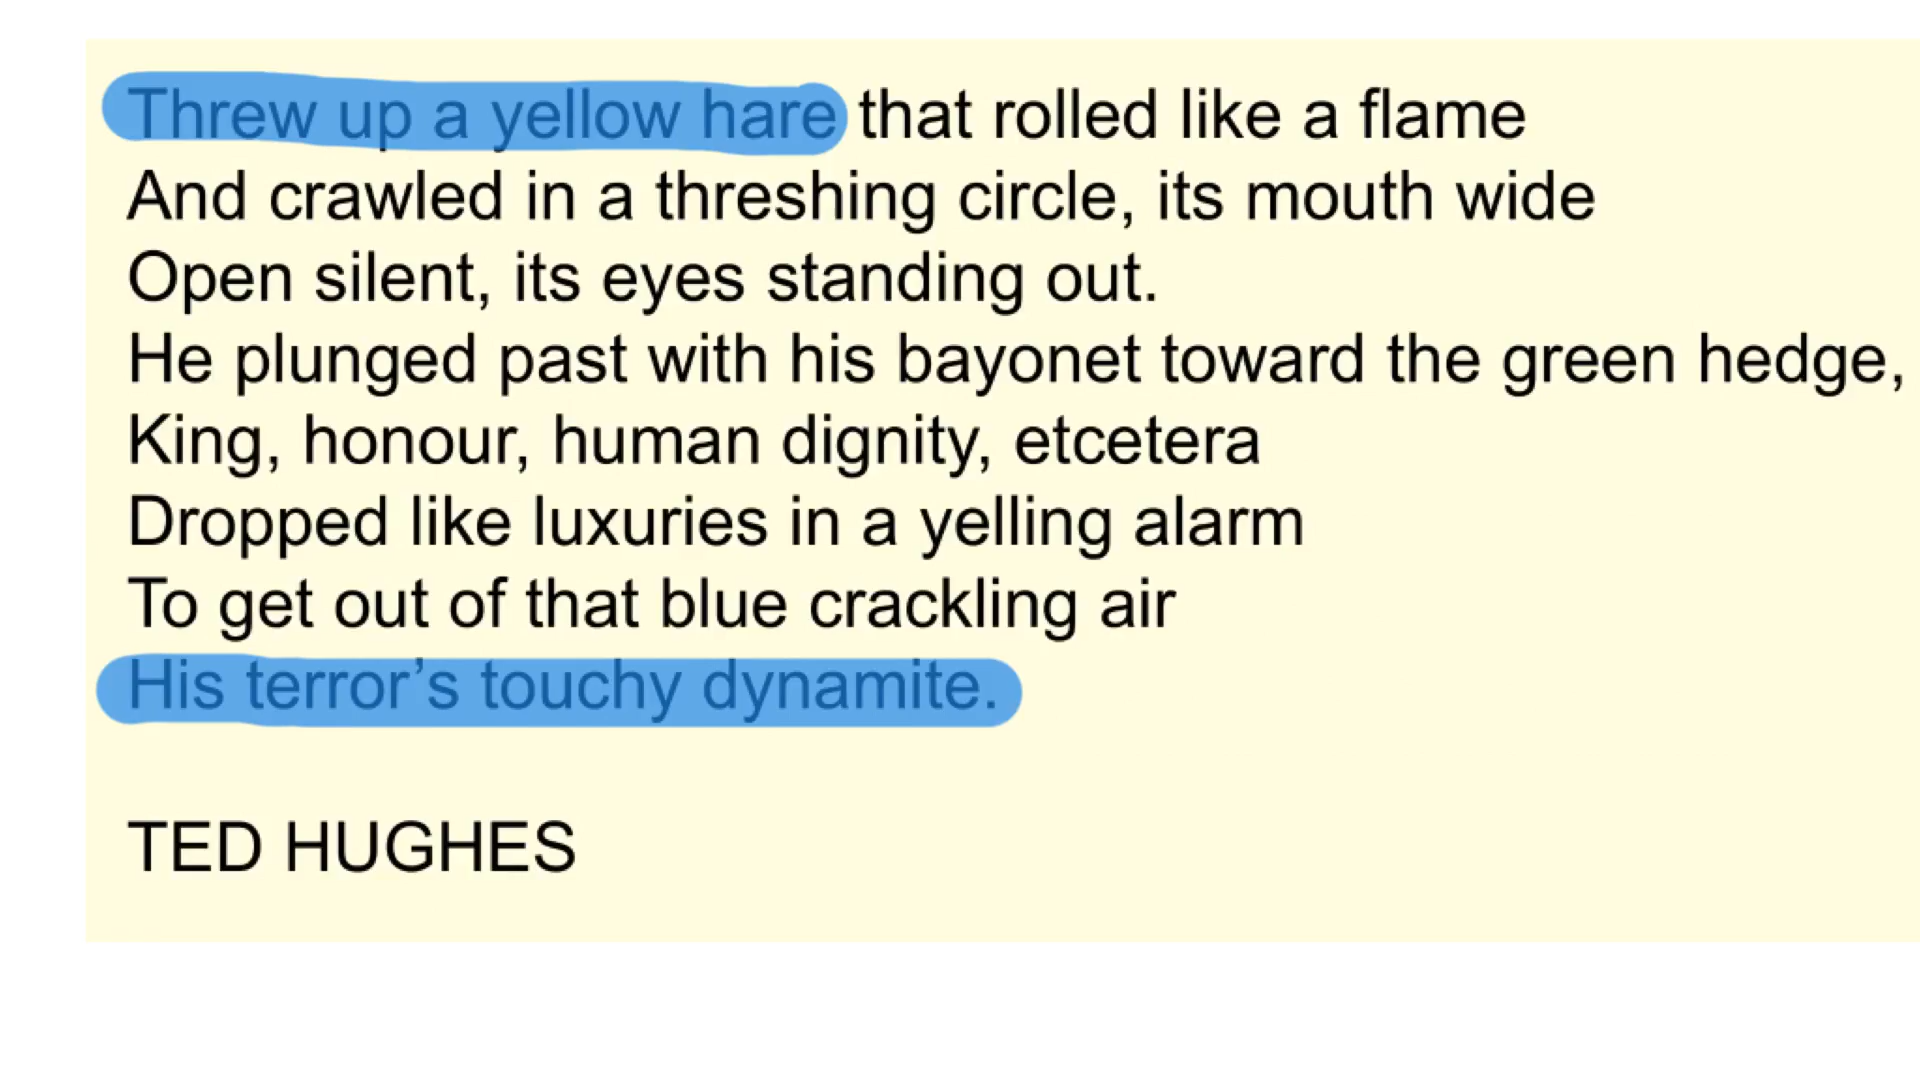 Threw up a yellow hare that rolled like a flame
And crawled in a threshing circle, its mouth wide
Open silent, its eyes standing out.
He plunged past with his bayonet toward the green hedge,
King, honour, human dignity, etcetera
Dropped like luxuries in a yelling alarm
To get out of that blue crackling air
His terror’s touchy dynamite.
TED HUGHES